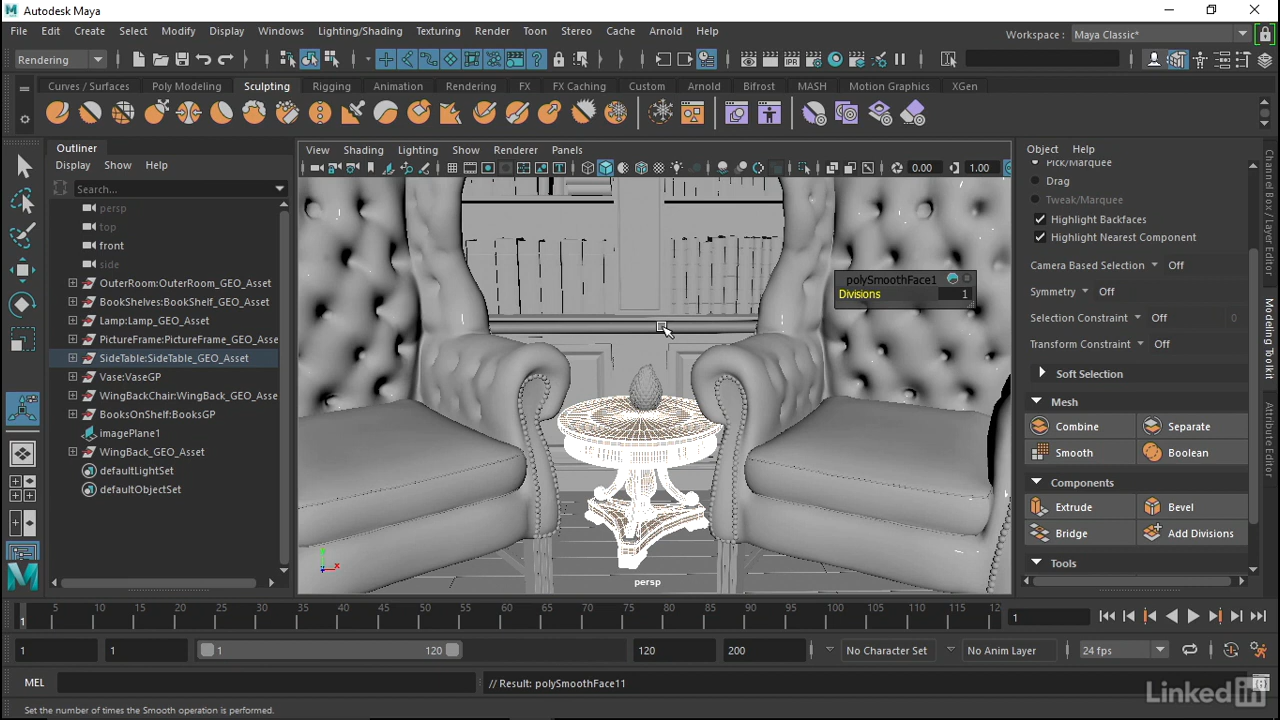 Autodesk Maya
File Edit Create Select Modify Display Windows Lighting/Shading Texturing Render Toon Stereo Cache Arnold Help
Workspace : Maya Classic*
Rendering
Curves / Surfaces Poly Modeling Sculpting Rigging Animation Rendering FX FX Caching Custom Arnold Bifrost MASH Motion Graphics XGen
Outliner
Display Show Help
Search...
persp
top
front
side
OuterRoom:OuterRoom_GEO_Asset
BookShelves:BookShelf_GEO_Asset
Lamp:Lamp_GEO_Asset
PictureFrame:PictureFrame_GEO_Asse
SideTable:SideTable_GEO_Asset
Vase:VaseGP
WingBackChair:WingBack_GEO_Asse
BooksOnShelf:BooksGP
imagePlane1
WingBack_GEO_Asset
defaultLightSet
defaultObjectSet
View Shading Lighting Show Renderer Panels
0.00 1.00
polySmoothFace1
Divisions 1
persp
Object Help
Pick/Marquee
Drag
Tweak/Marquee
Highlight Backfaces
Highlight Nearest Component
Camera Based Selection Off
Symmetry Off
Selection Constraint Off 0
Transform Constraint Off
Soft Selection
Mesh
Combine Separate
Smooth Boolean
Components
Extrude Bevel
Bridge Add Divisions
Tools
Channel Box / Layer Editor
Modeling Toolkit
Attribute Editor
1 5 10 15 20 25 30 35 40 45 50 55 60 65 70 75 80 85 90 95 100 105 110 115 120
1
1 1 1 120 120 200 No Character Set No Anim Layer 24 fps
MEL // Result: polySmoothFace11
Set the number of times the Smooth operation is performed.
Linked in